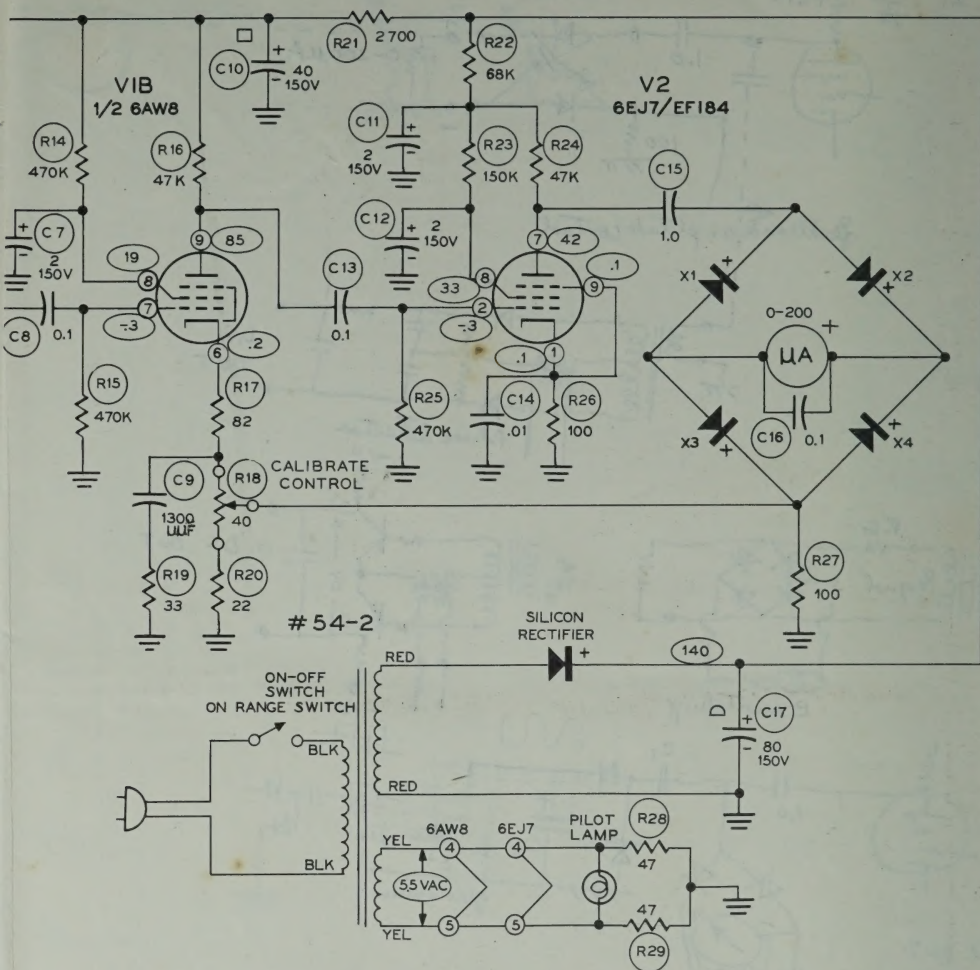 R21
2700
R22
68K
C10
+
40
150V
-
V1B
1/2 6AW8
V2
6EJ7/EF184
R14
470K
R16
47K
C11
+
2
150V
-
R23
150K
R24
47K
C15
1.0
C7
+
2
150V
-
C12
+
2
150V
-
9
85
7
42
19
8
7
-.3
C13
0.1
33
8
2
-.3
.1
9
X1
+
X2
+
0-200
+
μA
C8
0.1
6
.2
.1
1
R15
470K
R17
82
R25
470K
C14
.01
R26
100
X3
+
C16
0.1
X4
+
C9
1300
UUF
R18
40
CALIBRATE
CONTROL
R19
33
R20
22
R27
100
#54-2
SILICON
RECTIFIER
+
RED
140
ON-OFF
SWITCH
ON RANGE SWITCH
BLK
D
C17
+
80
150V
-
RED
BLK
YEL
6AW8
4
6EJ7
4
PILOT
LAMP
R28
47
5.5 VAC
YEL
5
5
47
R29